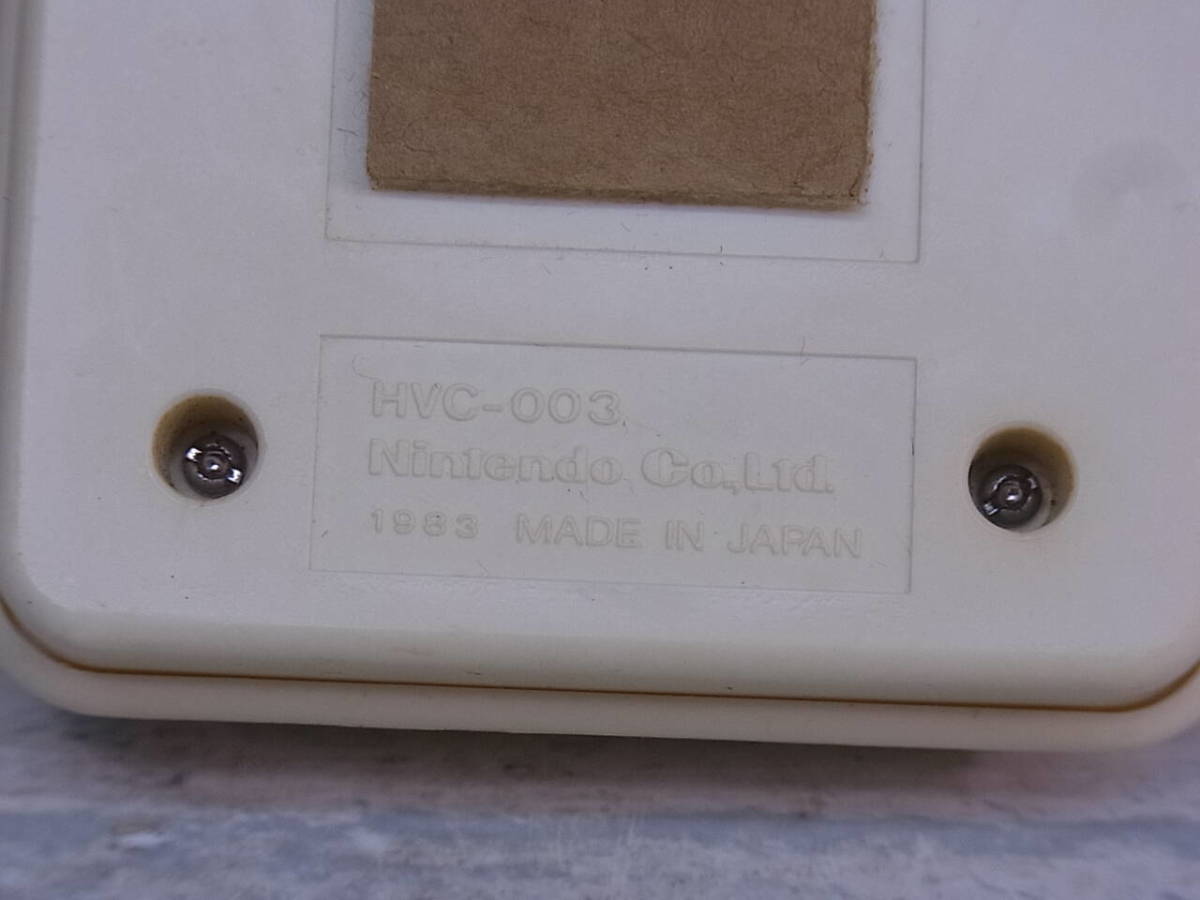 HVC-003
Nintendo Co.,Ltd.
1983 MADE IN JAPAN